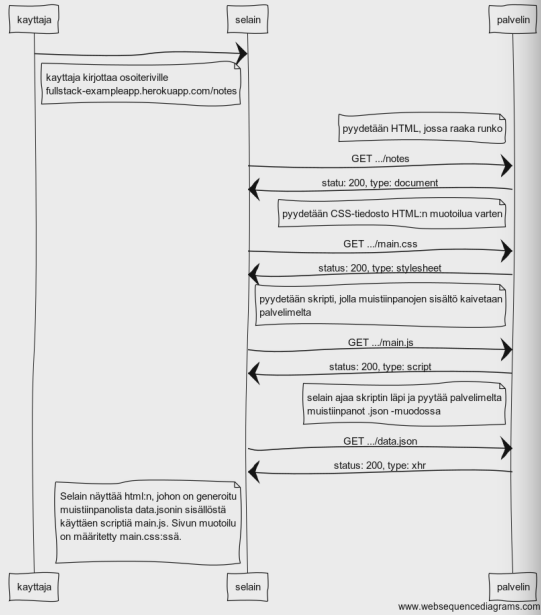 kayttaja
selain
palvelin
kayttaja kirjottaa osoiteriville
fullstack-exampleapp.herokuapp.com/notes
pyydetään HTML, jossa raaka runko
GET .../notes
statu: 200, type: document
pyydetään CSS-tiedosto HTML:n muotoilua varten
GET .../main.css
status: 200, type: stylesheet
pyydetään skripti, jolla muistiinpanojen sisältö kaivetaan
palvelimelta
GET .../main.js
status: 200, type: script
selain ajaa skriptin läpi ja pyytää palvelimelta
muistiinpanot .json -muodossa
GET .../data.json
status: 200, type: xhr
Selain näyttää html:n, johon on generoitu
muistiinpanolista data.jsonin sisällöstä
käyttäen scriptiä main.js. Sivun muotoilu
on määritetty main.css:ssä.
kayttaja
selain
palvelin
www.websequencediagrams.com